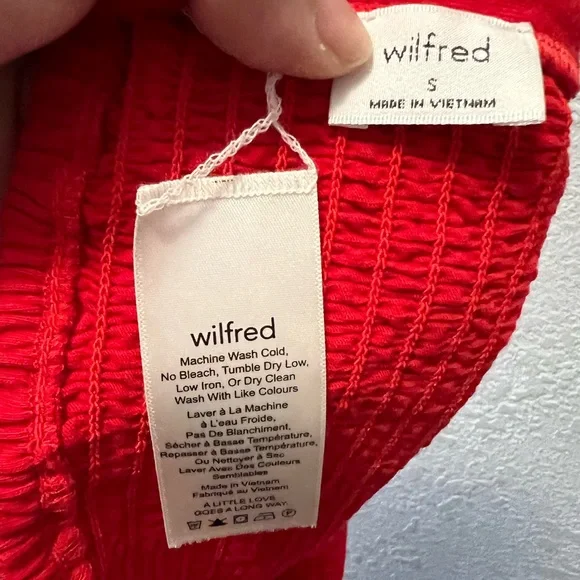 wilfred
S
MADE IN VIETNAM
wilfred
Machine Wash Cold,
No Bleach, Tumble Dry Low,
Low Iron, Or Dry Clean
Wash With Like Colours
Laver à La Machine
à L'eau Froide,
Pas De Blanchiment,
Sécher à Basse Température,
Repasser à Basse Température,
Ou Nettoyer à Sec
Laver Avec Des Couleurs
Semblables
Made in Vietnam
Fabriqué au Vietnam
A LITTLE LOVE
GOES A LONG WAY.